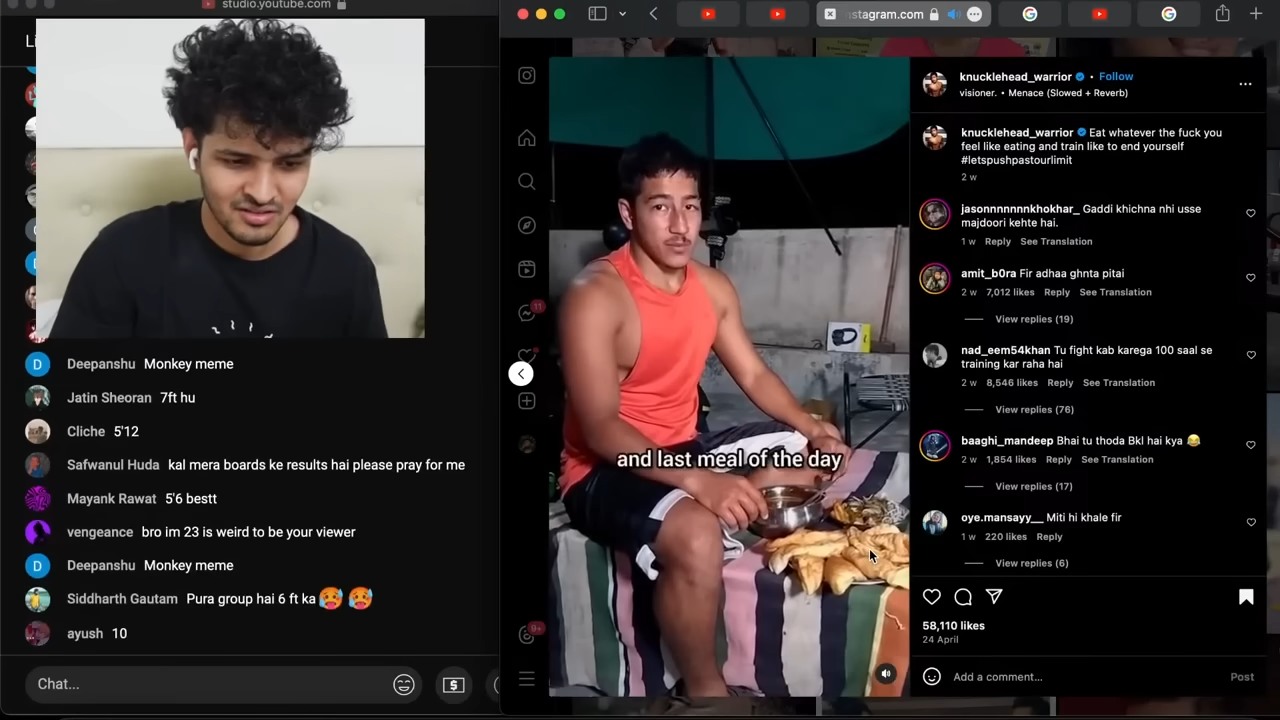 studio.youtube.com
Li
Deepanshu Monkey meme
Jatin Sheoran 7ft hu
Cliche 5'12
Safwanul Huda kal mera boards ke results hai please pray for me
Mayank Rawat 5'6 bestt
vengeance bro im 23 is weird to be your viewer
Deepanshu Monkey meme
Siddharth Gautam Pura group hai 6 ft ka🥵 🥵
ayush 10
Chat...
stagram.com
11
9+
and last meal of the day
knucklehead_warrior • Follow
visioner. • Menace (Slowed + Reverb)
knucklehead_warrior Eat whatever the fuck you
feel like eating and train like to end yourself
#letspushpastourlimit
2 w
jasonnnnnnnkhokhar_ Gaddi khichna nhi usse
majdoori kehte hai.
1 w Reply See Translation
amit_b0ra Fir adhaa ghnta pitai
2 w 7,012 likes Reply See Translation
View replies (19)
nad_eem54khan Tu fight kab karega 100 saal se
training kar raha hai
2 w 8,546 likes Reply See Translation
View replies (76)
baaghi_mandeep Bhai tu thoda Bkl hai kya 😂
2 w 1,854 likes Reply See Translation
View replies (17)
oye.mansayy__ Miti hi khale fir
1 w 220 likes Reply
View replies (6)
58,110 likes
24 April
Add a comment...
Post